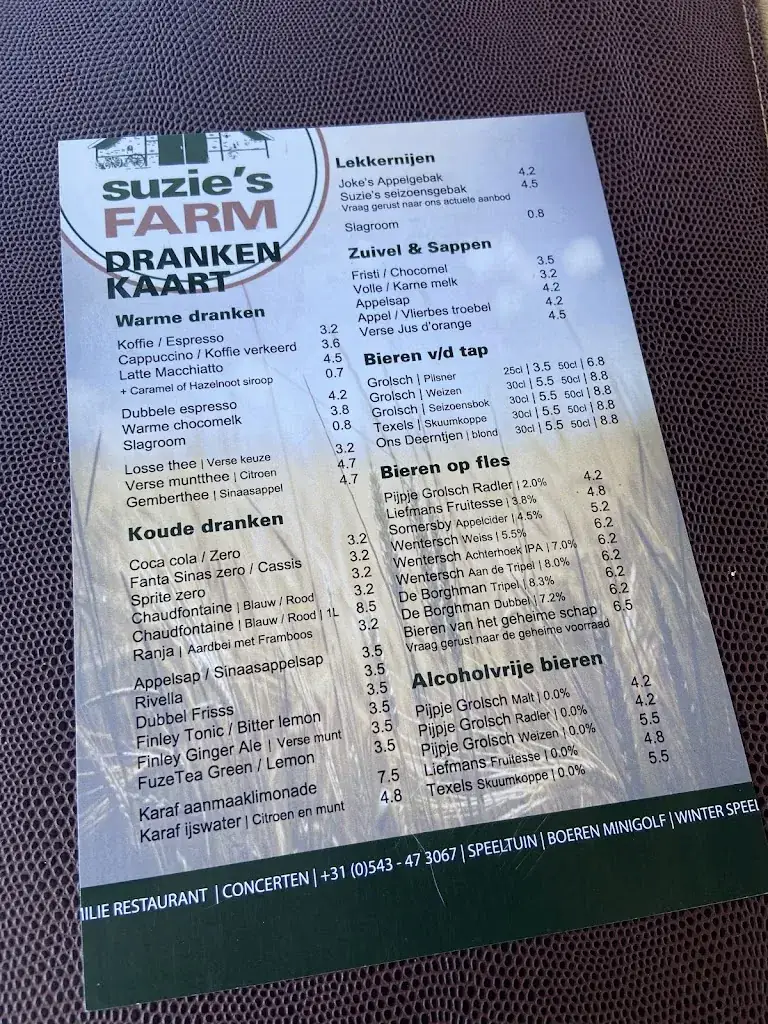 suzie's
FARM
DRANKEN
KAART
Warme dranken
Koffie / Espresso 3.2
Cappuccino / Koffie verkeerd 3.6
Latte Macchiatto 4.5
+ Caramel of Hazelnoot siroop 0.7
Dubbele espresso 4.2
Warme chocomelk 3.8
Slagroom 0.8
Losse thee | Verse keuze 3.2
Verse muntthee | Citroen 4.7
Gemberthee | Sinaasappel 4.7
Koude dranken
Coca cola / Zero 3.2
Fanta Sinas zero / Cassis 3.2
Sprite zero 3.2
Chaudfontaine | Blauw / Rood 3.2
Chaudfontaine | Blauw / Rood | 1L 8.5
Ranja | Aardbei met Framboos 3.2
Appelsap / Sinaasappelsap 3.5
Rivella 3.5
Dubbel Frisss 3.5
Finley Tonic / Bitter lemon 3.5
Finley Ginger Ale | Verse munt 3.5
FuzeTea Green / Lemon 3.5
Karaf aanmaaklimonade 7.5
Karaf ijswater | Citroen en munt 4.8
Lekkernijen
Joke's Appelgebak 4.2
Suzie's seizoensgebak 4.5
Vraag gerust naar ons actuele aanbod
Slagroom 0.8
Zuivel & Sappen
Fristi / Chocomel 3.5
Volle / Karne melk 3.2
Appelsap 4.2
Appel / Vlierbes troebel 4.2
Verse Jus d'orange 4.5
Bieren v/d tap
Grolsch | Pilsner 25cl | 3.5 50cl | 6.8
Grolsch | Weizen 30cl | 5.5 50cl | 8.8
Grolsch | Seizoensbok 30cl | 5.5 50cl | 8.8
Texels | Skuumkoppe 30cl | 5.5 50cl | 8.8
Ons Deerntjen | blond 30cl | 5.5 50cl | 8.8
Bieren op fles
Pijpje Grolsch Radler | 2.0% 4.2
Liefmans Fruitesse | 3.8% 4.8
Somersby Appelcider | 4.5% 5.2
Wentersch Weiss | 5.5% 6.2
Wentersch Achterhoek IPA | 7.0% 6.2
Wentersch Aan de Tripel | 8.0% 6.2
De Borghman Tripel | 8.3% 6.2
De Borghman Dubbel | 7.2% 6.2
Bieren van het geheime schap 6.5
Vraag gerust naar de geheime voorraad
Alcoholvrije bieren
Pijpje Grolsch Malt | 0.0% 4.2
Pijpje Grolsch Radler | 0.0% 4.2
Pijpje Grolsch Weizen | 0.0% 5.5
Liefmans Fruitesse | 0.0% 4.8
Texels Skuumkoppe | 0.0% 5.5
ILIE RESTAURANT | CONCERTEN | +31 (0)543 - 47 3067 | SPEELTUIN | BOEREN MINIGOLF | WINTER SPEEL